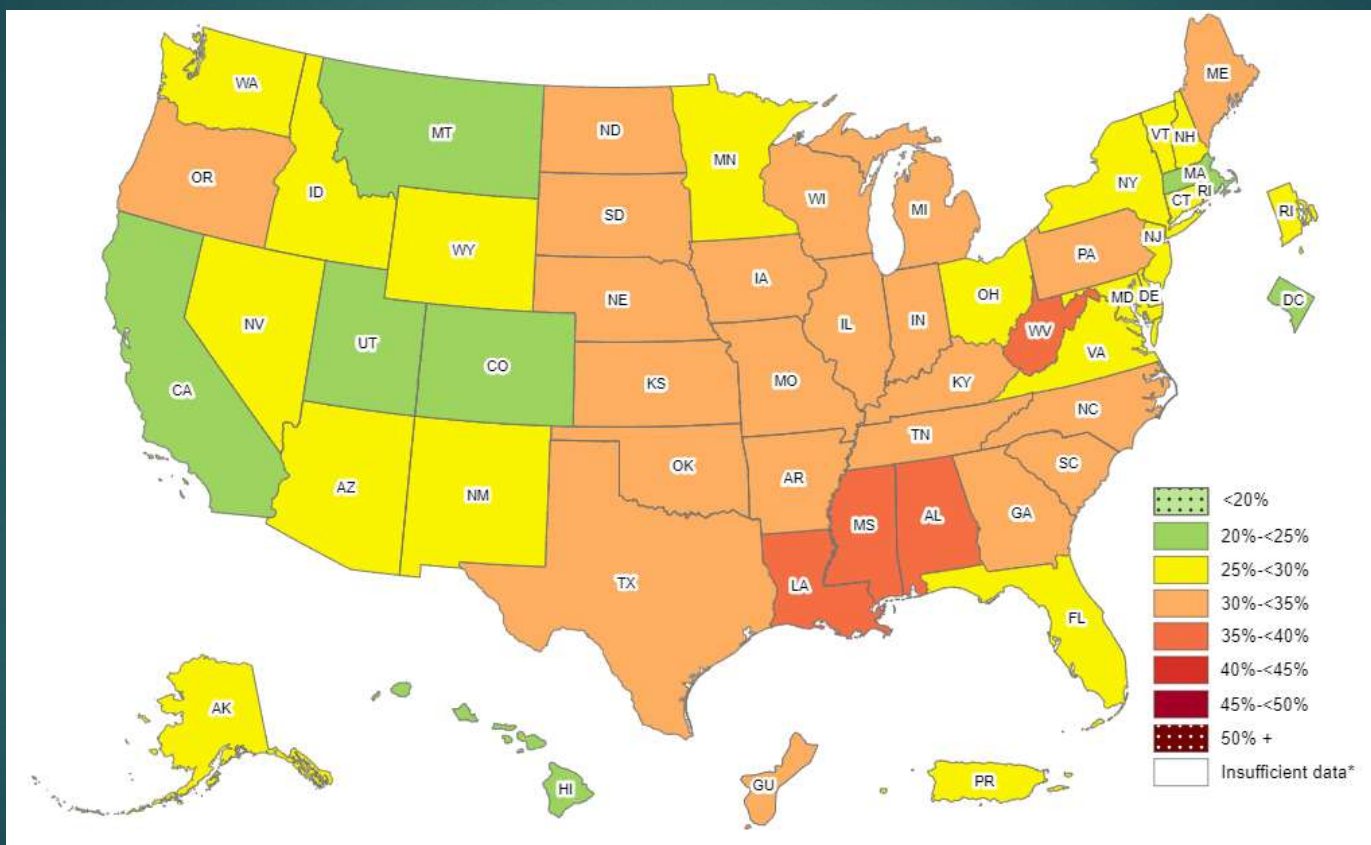 WA
MT
ND
MN
ME
VT
NH
OR
ID
SD
WI
MI
NY
MA
RI
CT
RI
WY
IA
PA
NJ
NE
OH
MD
DE
DC
NV
UT
CO
IL
IN
WV
VA
CA
KS
MO
KY
NC
TN
AZ
NM
OK
AR
SC
MS
AL
GA
LA
TX
FL
AK
HI
GU
PR
<20%
20%-<25%
25%-<30%
30%-<35%
35%-<40%
40%-<45%
45%-<50%
50% +
Insufficient data*